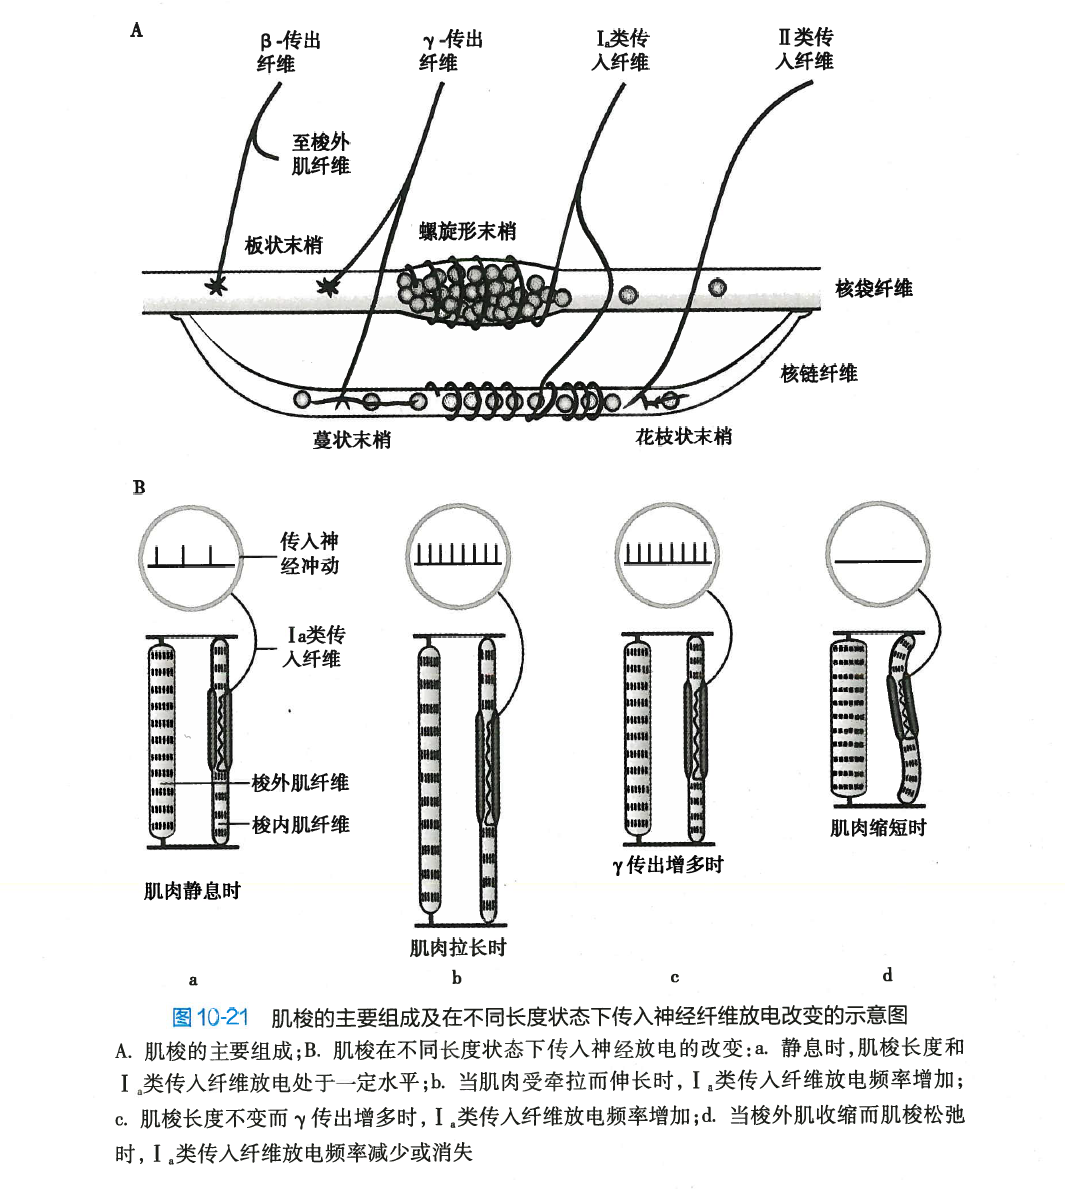 A
β-传出
纤维
γ-传出
纤维
Ⅰa类传
入纤维
Ⅱ类传
入纤维
至梭外
肌纤维
板状末梢
螺旋形末梢
核袋纤维
核链纤维
蔓状末梢
花枝状末梢
B
传入神
经冲动
Ⅰa类传
入纤维
梭外肌纤维
梭内肌纤维
肌肉静息时
肌肉拉长时
γ传出增多时
肌肉缩短时
a
b
c
d
图10-21 肌梭的主要组成及在不同长度状态下传入神经纤维放电改变的示意图
A. 肌梭的主要组成;B. 肌梭在不同长度状态下传入神经放电的改变:a. 静息时,肌梭长度和
Ⅰa类传入纤维放电处于一定水平;b. 当肌肉受牵拉而伸长时,Ⅰa类传入纤维放电频率增加;
c. 肌梭长度不变而γ传出增多时,Ⅰa类传入纤维放电频率增加;d. 当梭外肌收缩而肌梭松弛
时,Ⅰa类传入纤维放电频率减少或消失